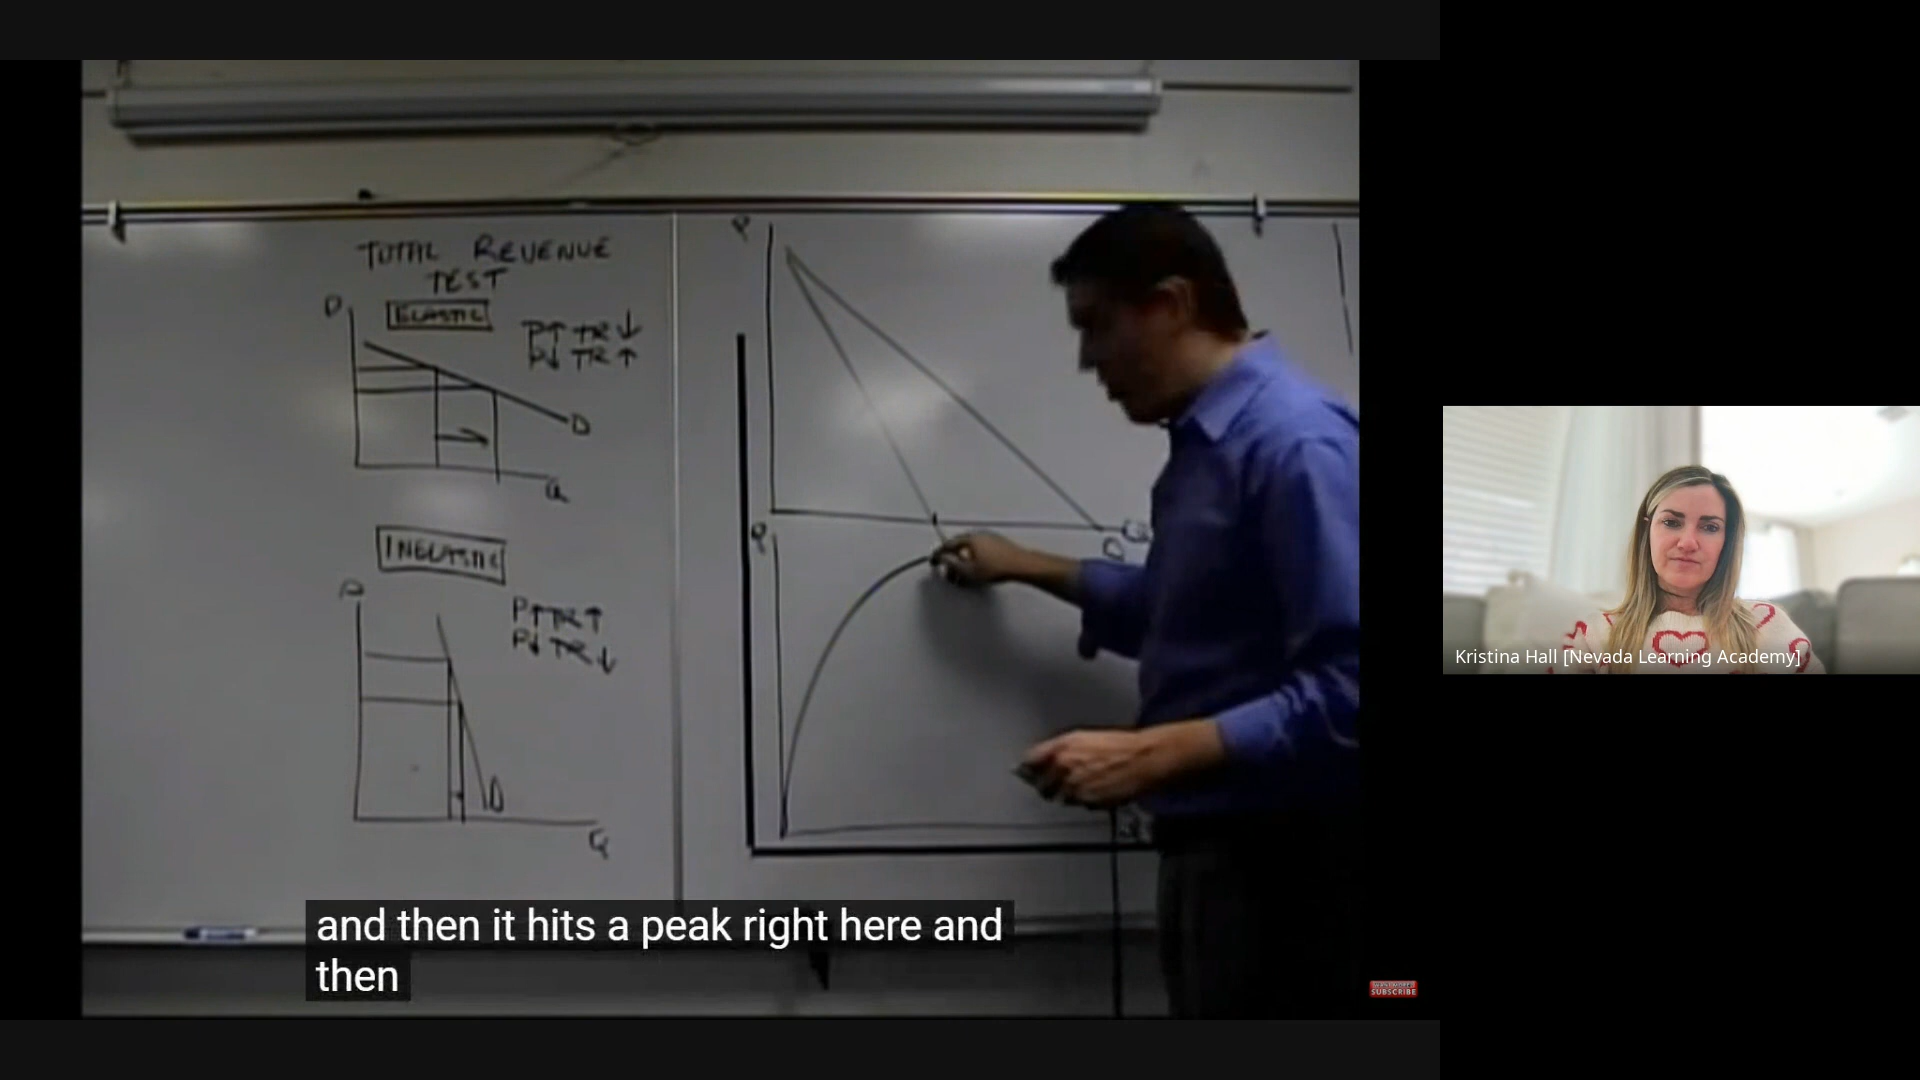 TOTAL REVENUE
TEST
P
ELASTIC
P↑ TR↓
P↓ TR↑
D
Q
INELASTIC
P
P↑TR↑
P↓ TR↓
D
Q
P
Q
D
P
and then it hits a peak right here and
then
SUBSCRIBE
Kristina Hall [Nevada Learning Academy]